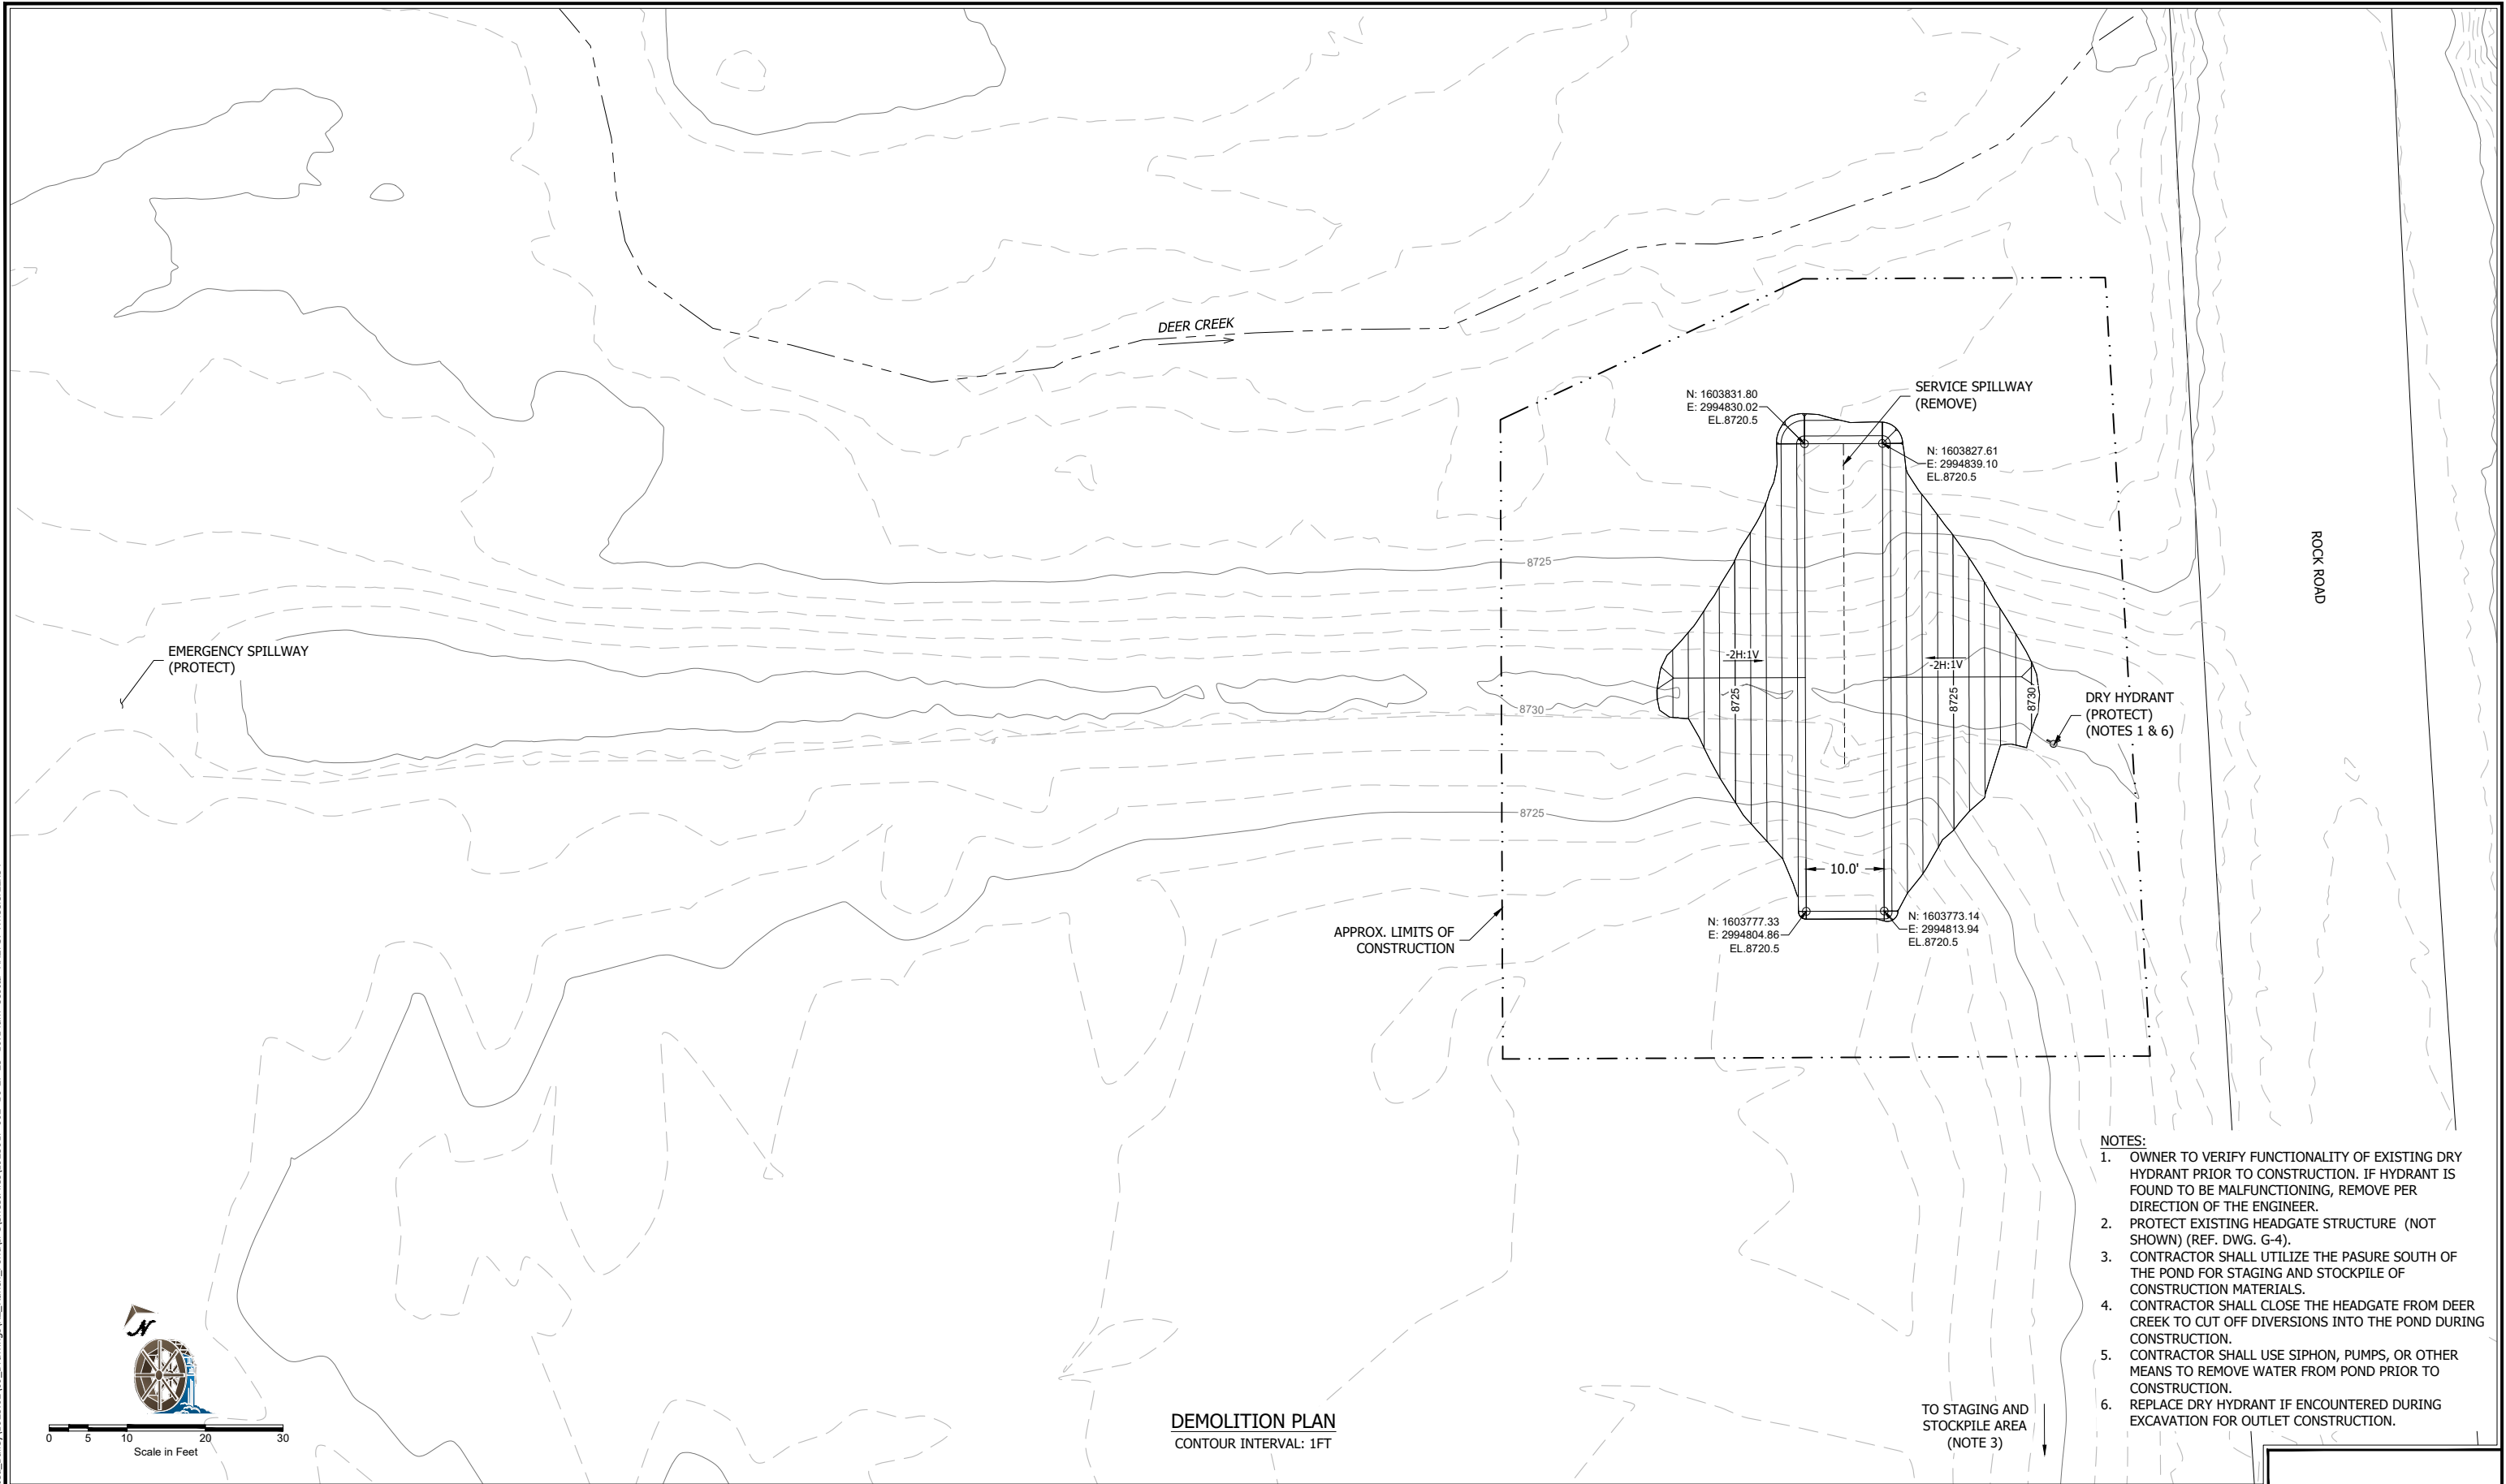 DEER CREEK
N: 1603831.80
E: 2994830.02
EL.8720.5
SERVICE SPILLWAY
(REMOVE)
N: 1603827.61
E: 2994839.10
EL.8720.5
ROCK ROAD
8725
EMERGENCY SPILLWAY
(PROTECT)
-2H:1V
-2H:1V
8725
8725
8730
8730
DRY HYDRANT
(PROTECT)
(NOTES 1 & 6)
8725
10.0'
APPROX. LIMITS OF
CONSTRUCTION
N: 1603777.33
E: 2994804.86
EL.8720.5
N: 1603773.14
E: 2994813.94
EL.8720.5
NOTES:
1. OWNER TO VERIFY FUNCTIONALITY OF EXISTING DRY
HYDRANT PRIOR TO CONSTRUCTION. IF HYDRANT IS
FOUND TO BE MALFUNCTIONING, REMOVE PER
DIRECTION OF THE ENGINEER.
2. PROTECT EXISTING HEADGATE STRUCTURE (NOT
SHOWN) (REF. DWG. G-4).
3. CONTRACTOR SHALL UTILIZE THE PASURE SOUTH OF
THE POND FOR STAGING AND STOCKPILE OF
CONSTRUCTION MATERIALS.
4. CONTRACTOR SHALL CLOSE THE HEADGATE FROM DEER
CREEK TO CUT OFF DIVERSIONS INTO THE POND DURING
CONSTRUCTION.
5. CONTRACTOR SHALL USE SIPHON, PUMPS, OR OTHER
MEANS TO REMOVE WATER FROM POND PRIOR TO
CONSTRUCTION.
6. REPLACE DRY HYDRANT IF ENCOUNTERED DURING
EXCAVATION FOR OUTLET CONSTRUCTION.
N
0 5 10 20 30
Scale in Feet
DEMOLITION PLAN
CONTOUR INTERVAL: 1FT
TO STAGING AND
STOCKPILE AREA
(NOTE 3)